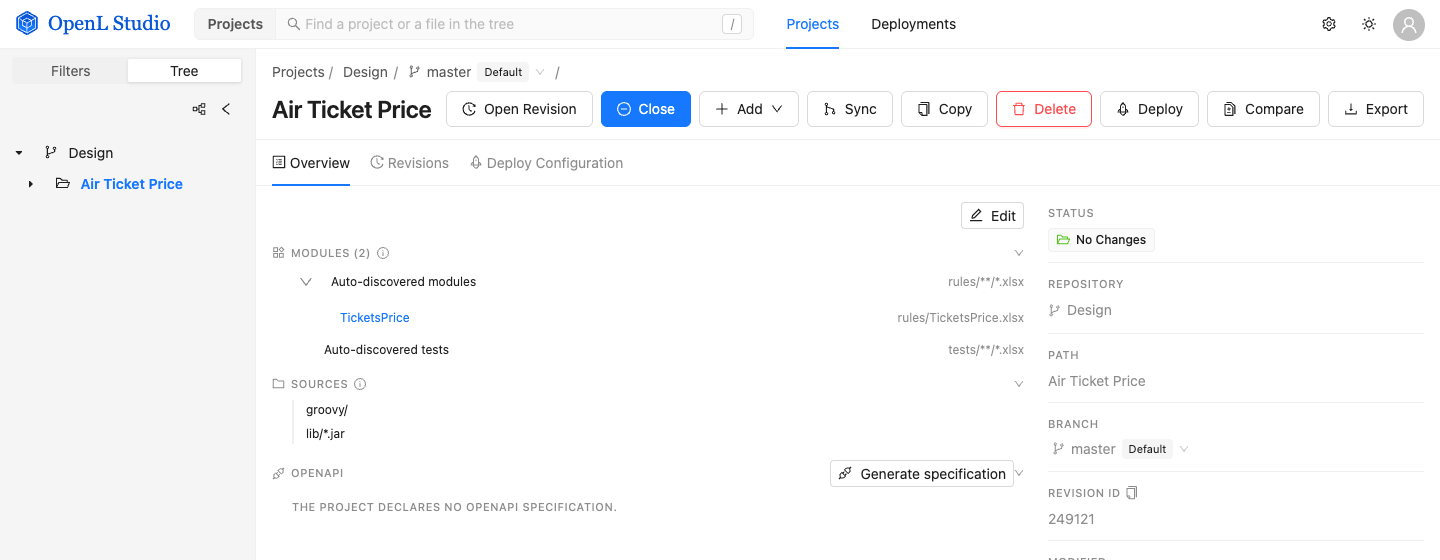 OpenL Studio
Projects
Find a project or a file in the tree
/
Projects
Deployments
Filters
Tree
Design
Air Ticket Price
Projects / Design / master Default /
Air Ticket Price
Open Revision
Close
Add
Sync
Copy
Delete
Deploy
Compare
Export
Overview
Revisions
Deploy Configuration
Edit
MODULES (2)
Auto-discovered modules
rules/**/*.xlsx
TicketsPrice
rules/TicketsPrice.xlsx
Auto-discovered tests
tests/**/*.xlsx
SOURCES
groovy/
lib/*.jar
OPENAPI
Generate specification
THE PROJECT DECLARES NO OPENAPI SPECIFICATION.
STATUS
No Changes
REPOSITORY
Design
PATH
Air Ticket Price
BRANCH
master Default
REVISION ID
249121
MODIFIED